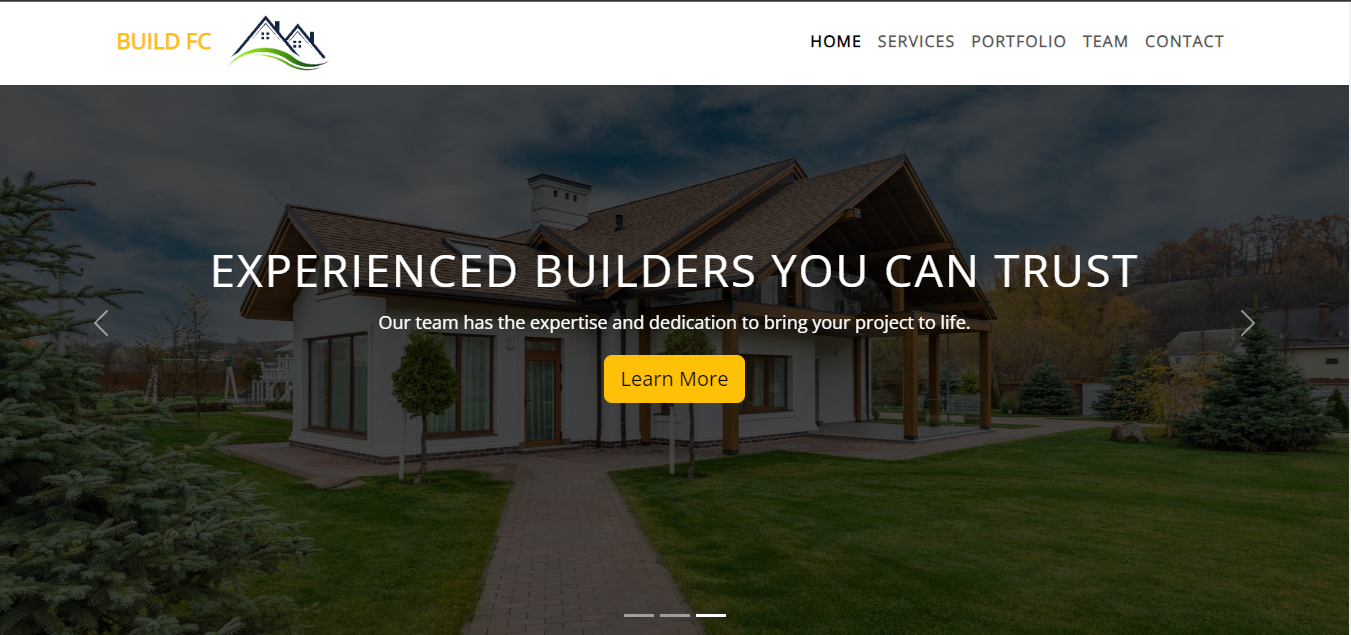 BUILD FC
HOME SERVICES PORTFOLIO TEAM CONTACT
EXPERIENCED BUILDERS YOU CAN TRUST
Our team has the expertise and dedication to bring your project to life.
Learn More